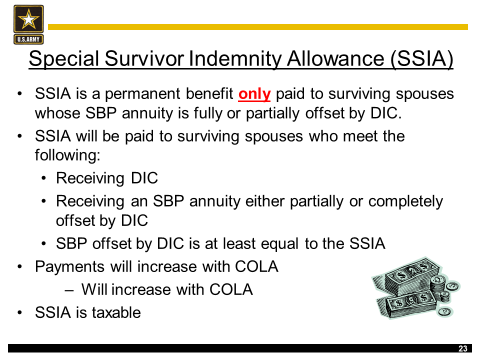 U.S. ARMY
Special Survivor Indemnity Allowance (SSIA)
• SSIA is a permanent benefit only paid to surviving spouses
whose SBP annuity is fully or partially offset by DIC.
• SSIA will be paid to surviving spouses who meet the
following:
• Receiving DIC
• Receiving an SBP annuity either partially or completely
offset by DIC
• SBP offset by DIC is at least equal to the SSIA
• Payments will increase with COLA
– Will increase with COLA
• SSIA is taxable
23